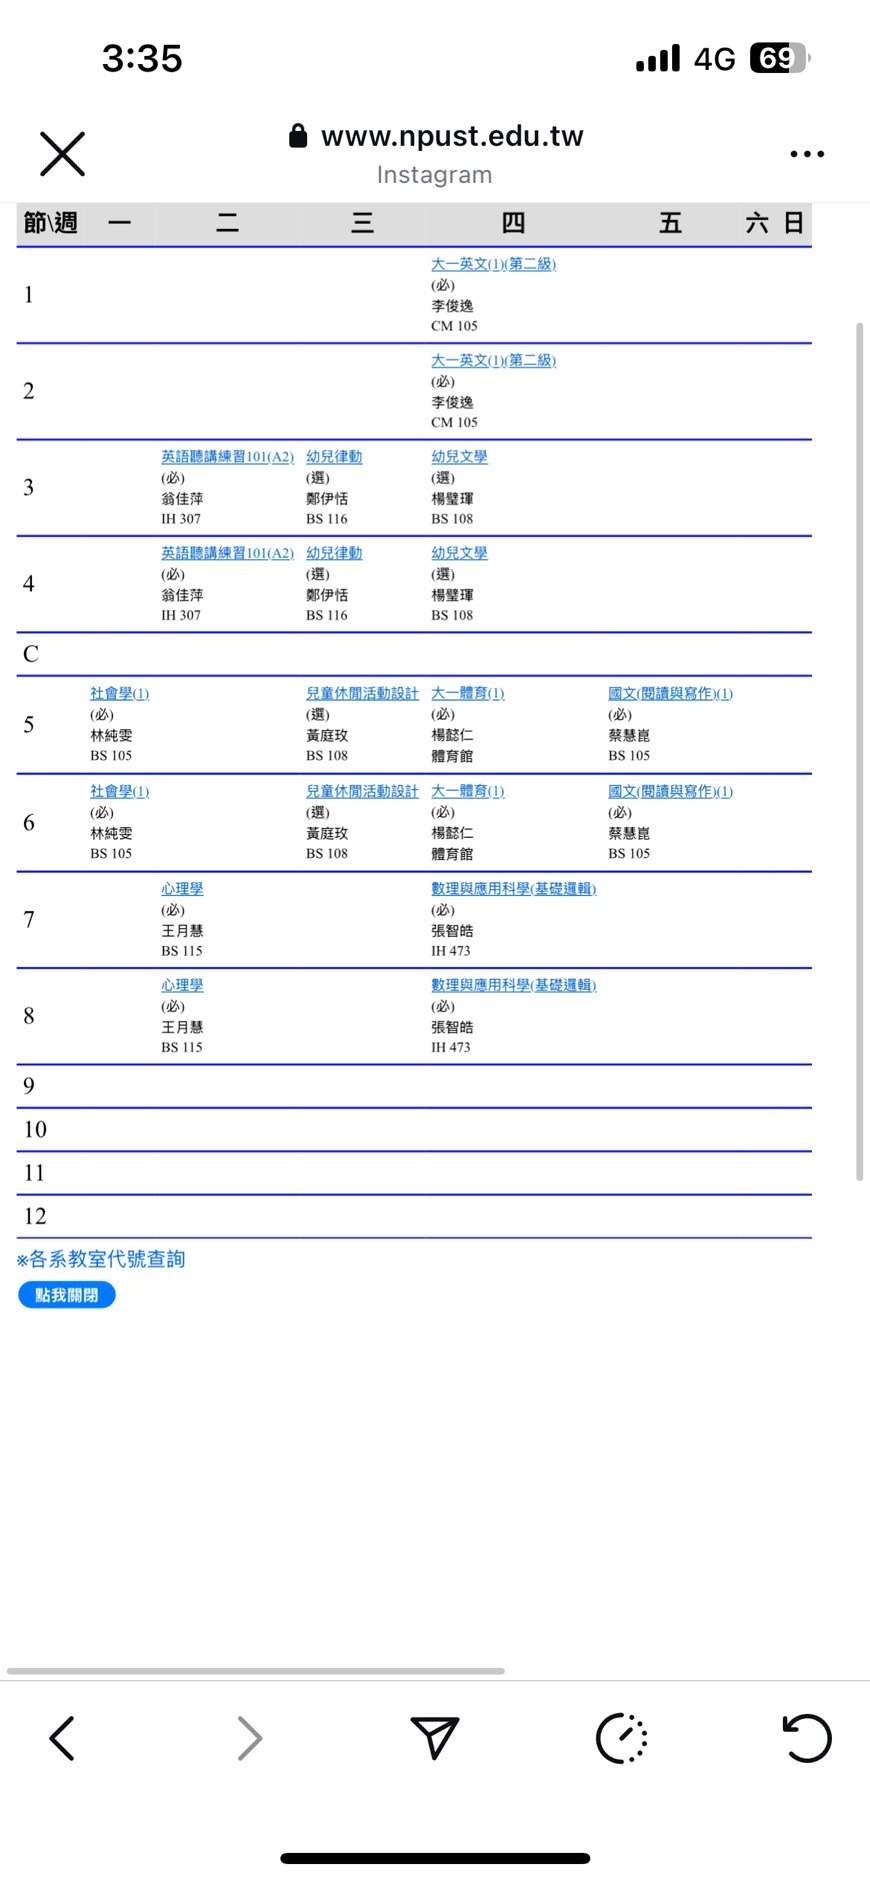 3:35
4G
69
www.npust.edu.tw
Instagram
節\週 一 二 三 四 五 六 日
1
大一英文(1)(第二級)
(必)
李俊逸
CM 105
2
大一英文(1)(第二級)
(必)
李俊逸
CM 105
3
英語聽講練習101(A2)
(必)
翁佳萍
IH 307
幼兒律動
(選)
鄭伊恬
BS 116
幼兒文學
(選)
楊璧琿
BS 108
4
英語聽講練習101(A2)
(必)
翁佳萍
IH 307
幼兒律動
(選)
鄭伊恬
BS 116
幼兒文學
(選)
楊璧琿
BS 108
C
5
社會學(1)
(必)
林純雯
BS 105
兒童休閒活動設計
(選)
黃庭玫
BS 108
大一體育(1)
(必)
楊懿仁
體育館
國文(閱讀與寫作)(1)
(必)
蔡慧崑
BS 105
6
社會學(1)
(必)
林純雯
BS 105
兒童休閒活動設計
(選)
黃庭玫
BS 108
大一體育(1)
(必)
楊懿仁
體育館
國文(閱讀與寫作)(1)
(必)
蔡慧崑
BS 105
7
心理學
(必)
王月慧
BS 115
數理與應用科學(基礎邏輯)
(必)
張智皓
IH 473
8
心理學
(必)
王月慧
BS 115
數理與應用科學(基礎邏輯)
(必)
張智皓
IH 473
9
10
11
12
※各系教室代號查詢
點我關閉